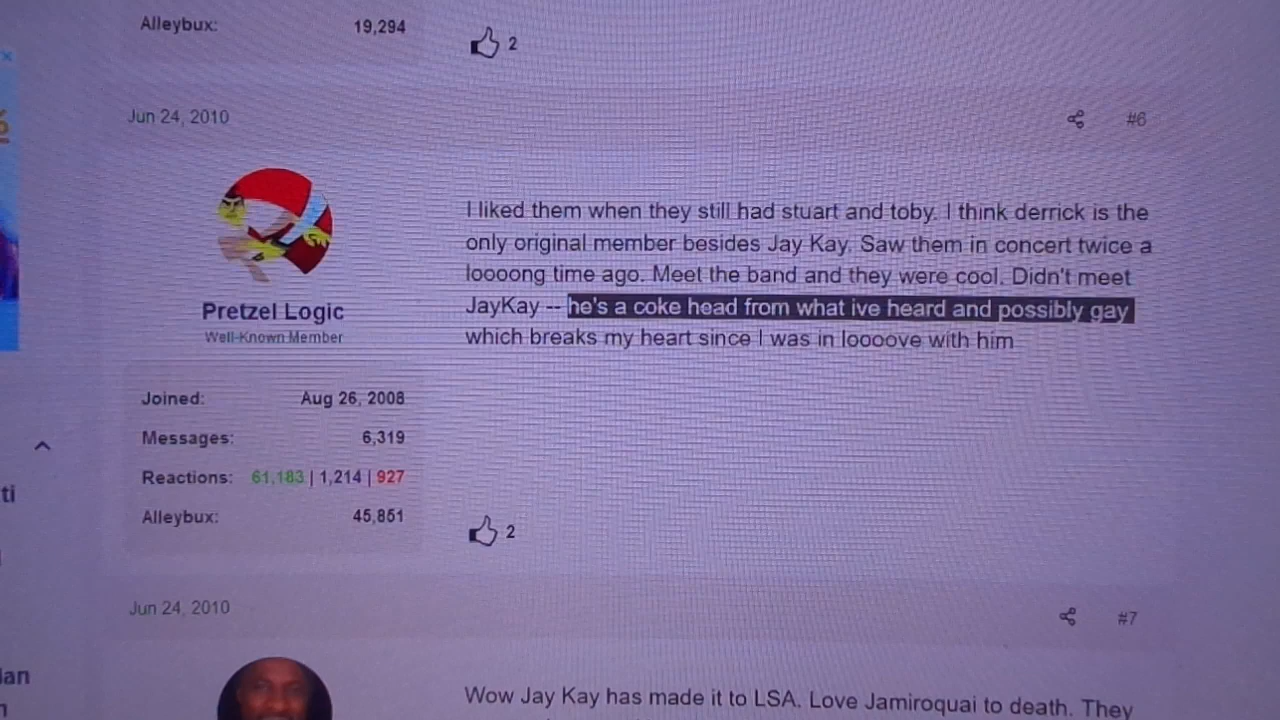 Alleybux: 19,294
2
Jun 24, 2010 #6
I liked them when they still had stuart and toby. I think derrick is the
only original member besides Jay Kay. Saw them in concert twice a
loooong time ago. Meet the band and they were cool. Didn't meet
JayKay -- he's a coke head from what ive heard and possibly gay
which breaks my heart since I was in loooove with him
Pretzel Logic
Well-Known Member
Joined: Aug 26, 2008
Messages: 6,319
Reactions: 61,183 | 1,214 | 927
Alleybux: 45,851
2
ti
Jun 24, 2010 #7
Wow Jay Kay has made it to LSA. Love Jamiroquai to death. They